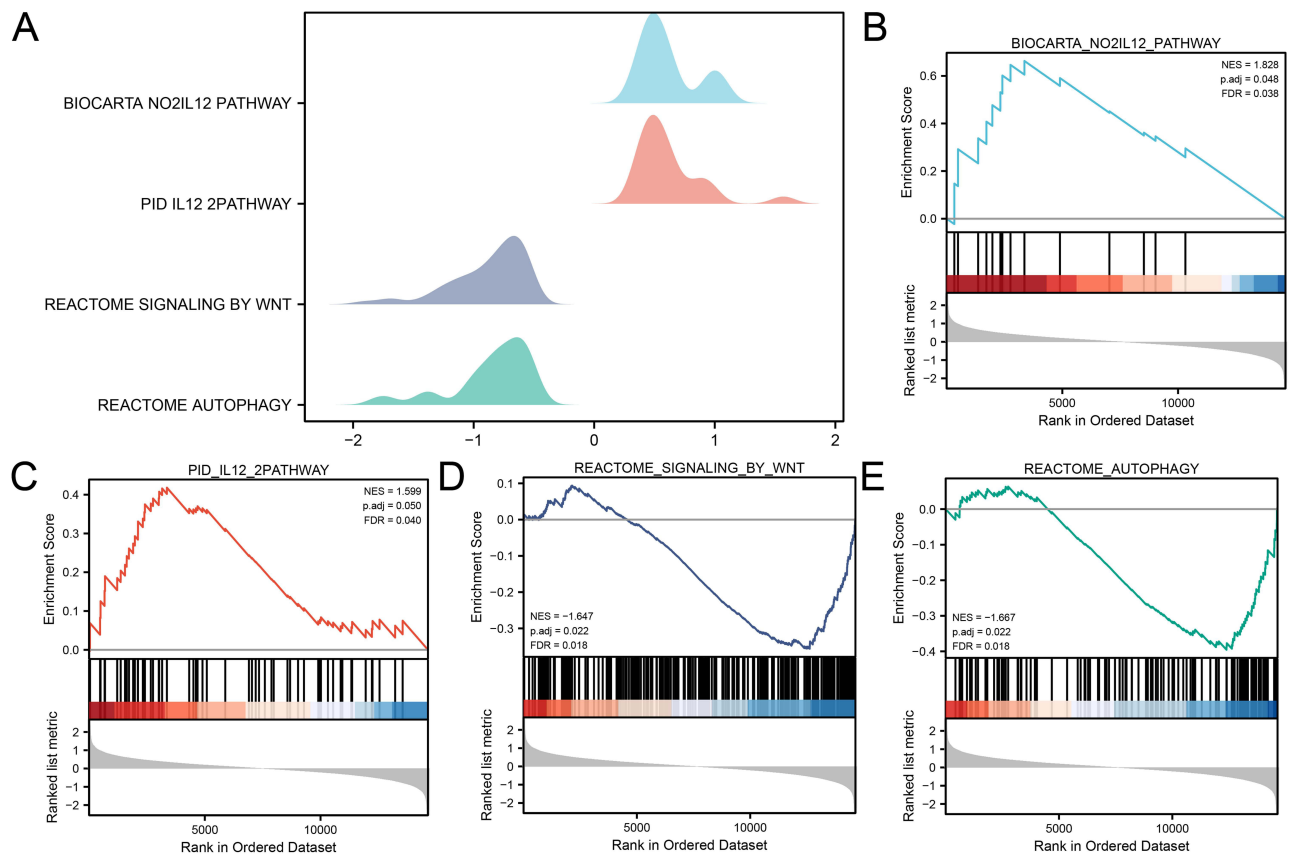 A
BIOCARTA NO2IL12 PATHWAY
PID IL12 2PATHWAY
REACTOME SIGNALING BY WNT
REACTOME AUTOPHAGY
−2 −1 0 1 2
B
BIOCARTA_NO2IL12_PATHWAY
NES = 1.828
p.adj = 0.048
FDR = 0.038
Enrichment Score
0.6
0.4
0.2
0.0
Ranked list metric
2
1
0
−1
−2
5000 10000
Rank in Ordered Dataset
C
PID_IL12_2PATHWAY
NES = 1.599
p.adj = 0.050
FDR = 0.040
Enrichment Score
0.4
0.3
0.2
0.1
0.0
Ranked list metric
2
1
0
−1
−2
5000 10000
Rank in Ordered Dataset
D
REACTOME_SIGNALING_BY_WNT
Enrichment Score
0.1
0.0
−0.1
−0.2
−0.3
NES = −1.647
p.adj = 0.022
FDR = 0.018
Ranked list metric
2
1
0
−1
−2
5000 10000
Rank in Ordered Dataset
E
REACTOME_AUTOPHAGY
Enrichment Score
0.0
−0.1
−0.2
−0.3
−0.4
NES = −1.667
p.adj = 0.022
FDR = 0.018
Ranked list metric
2
1
0
−1
−2
5000 10000
Rank in Ordered Dataset